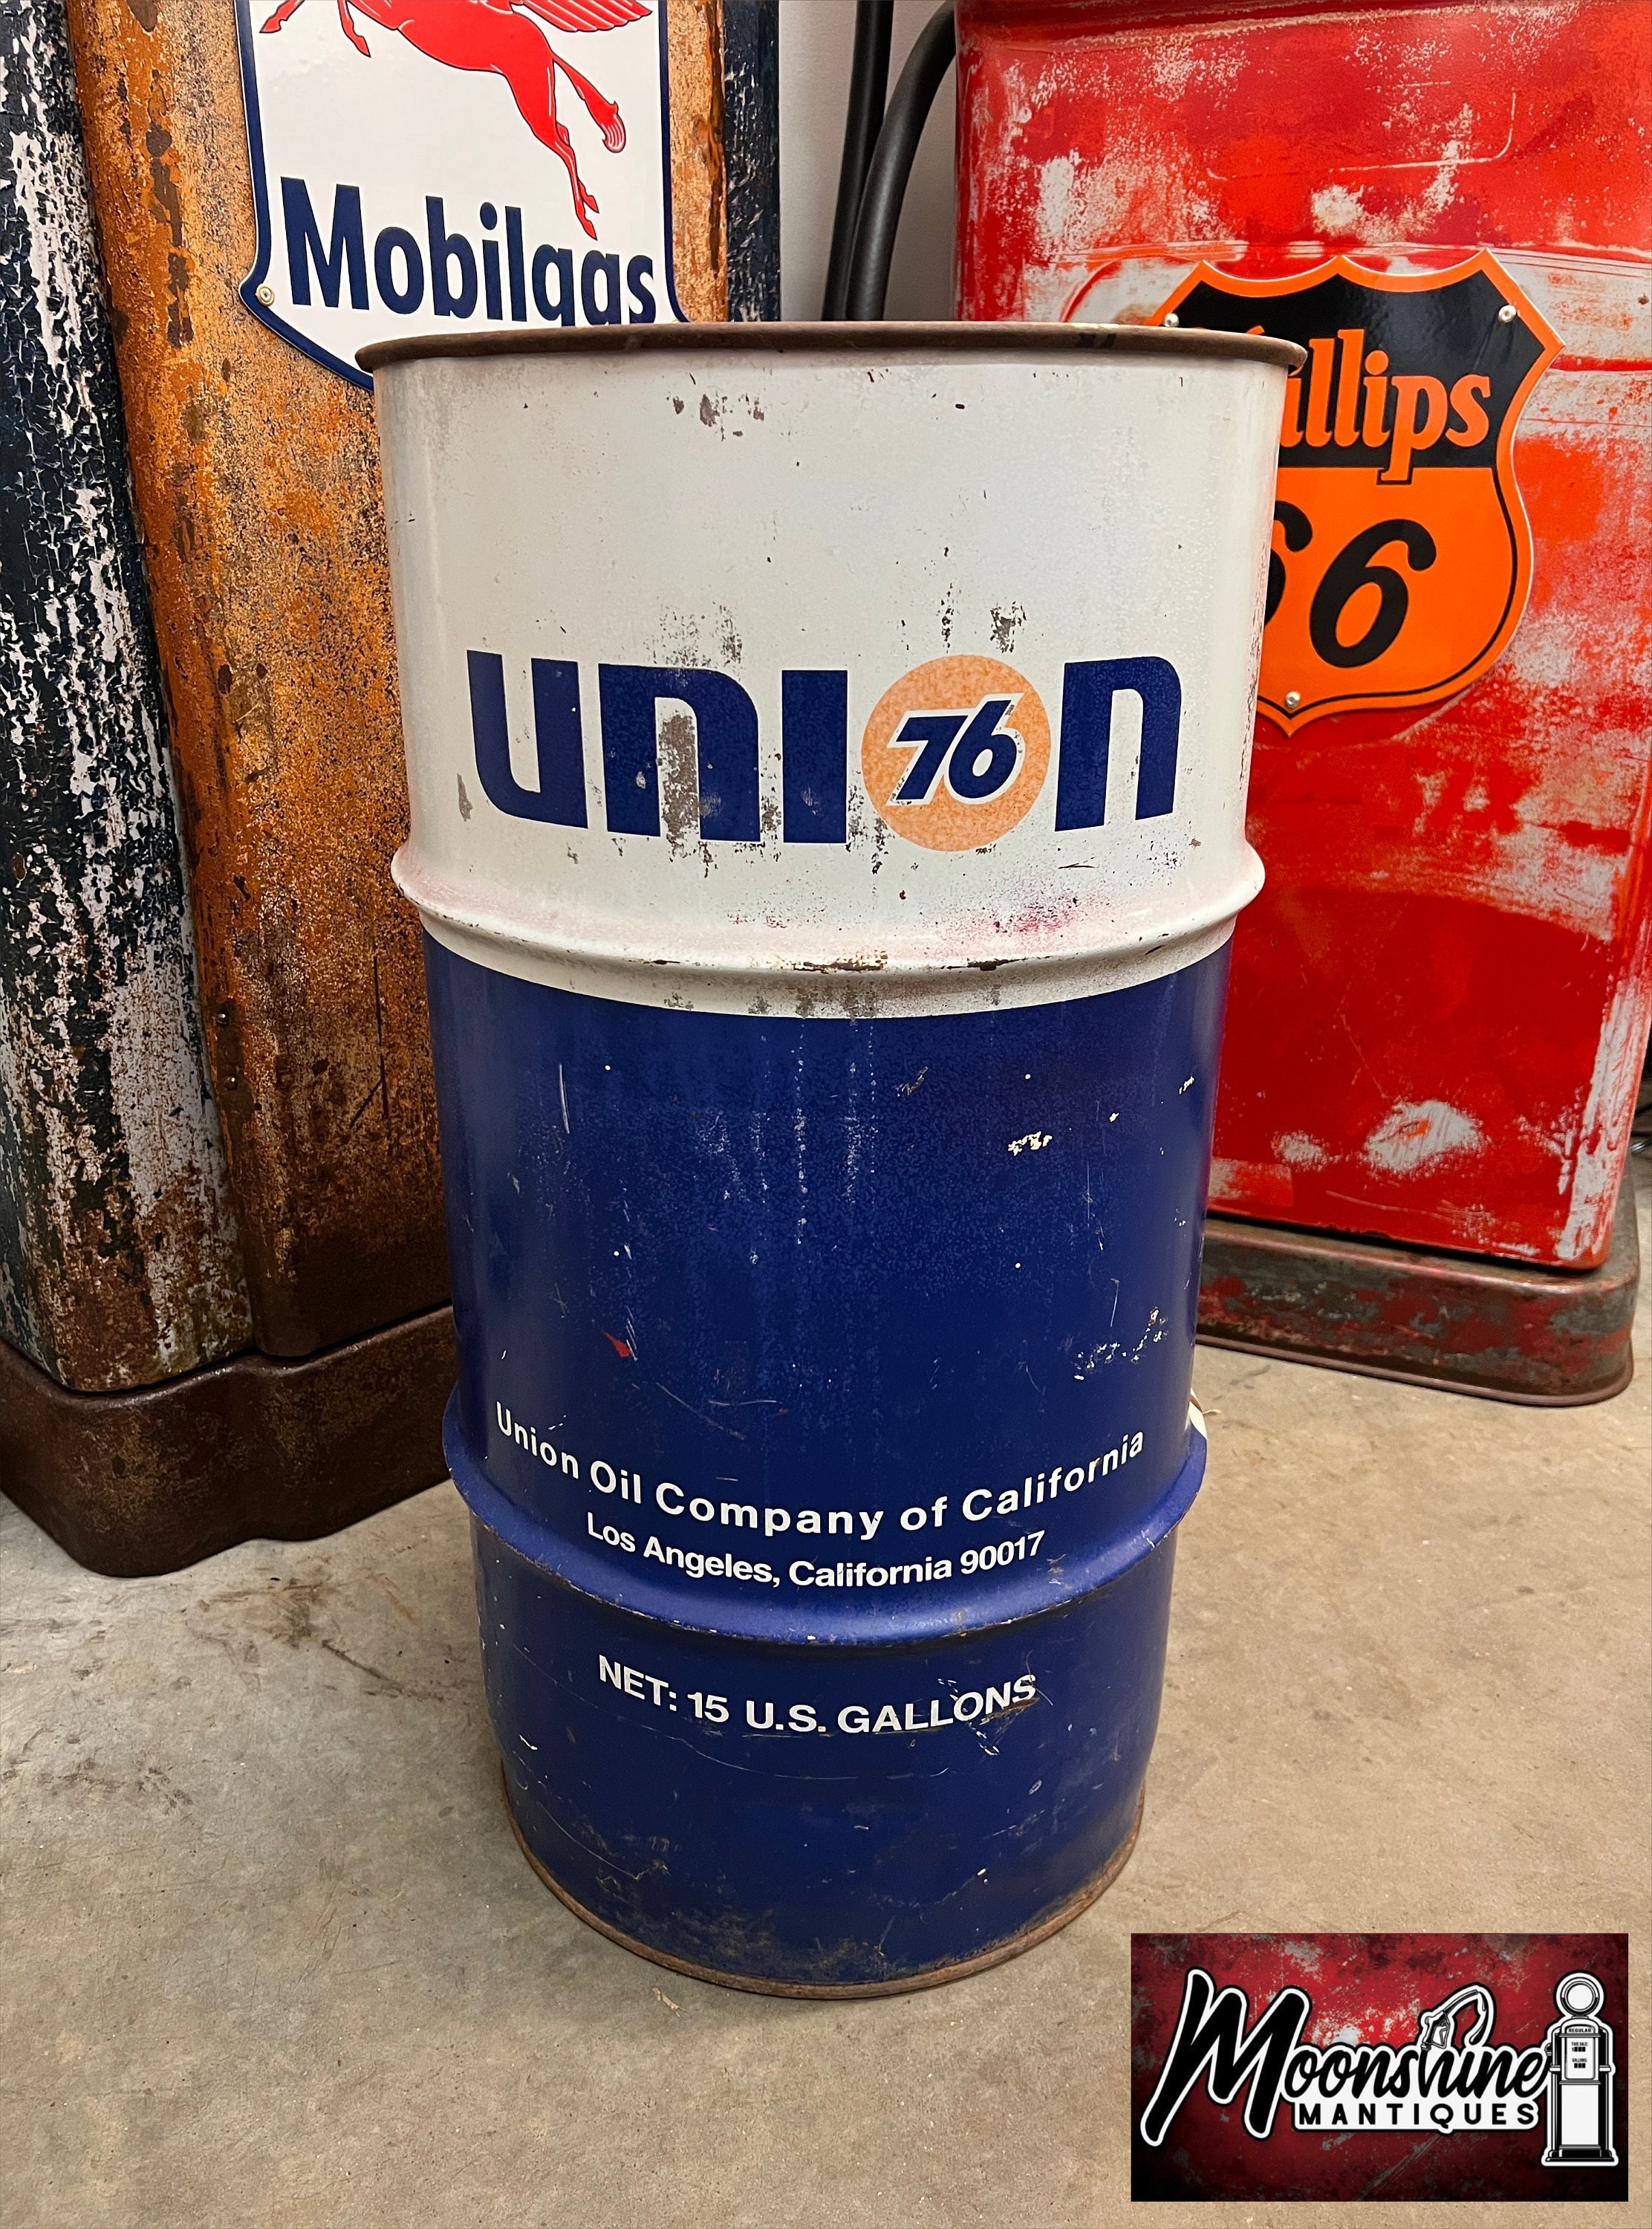 Mobilgas
Phillips
66
UNION
76
Union Oil Company of California
Los Angeles, California 90017
NET: 15 U.S. GALLONS
Moonshine
MANTIQUES